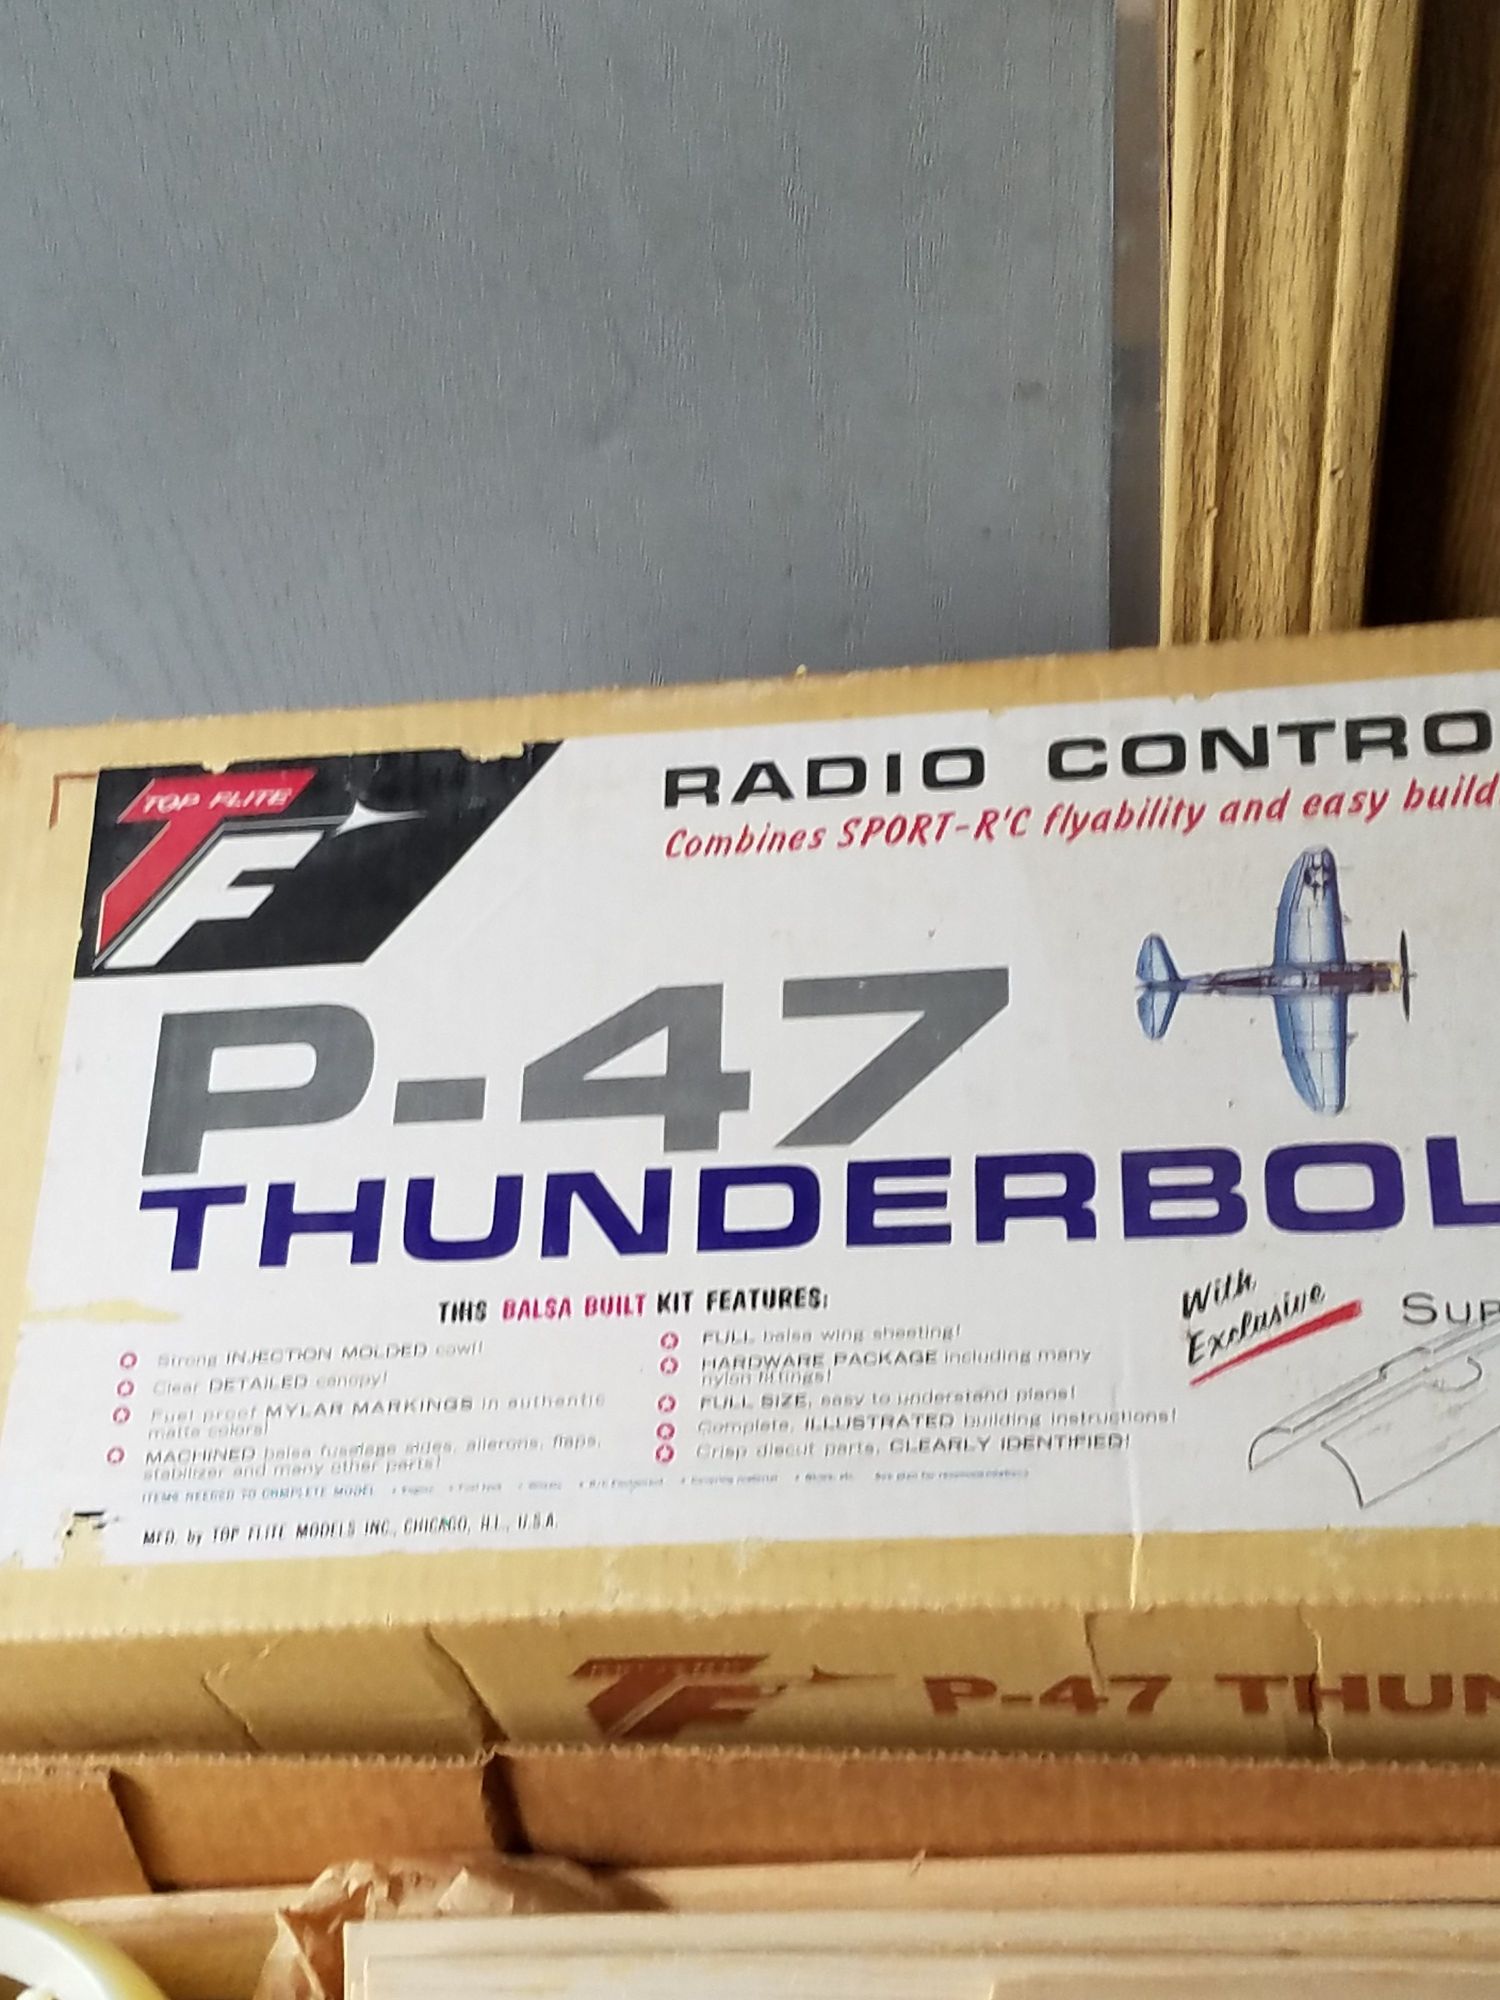 TOP FLITE
TF
RADIO CONTRO
Combines SPORT-R'C flyability and easy build
P-47
THUNDERBOL
THIS BALSA BUILT KIT FEATURES:
Strong INJECTION MOLDED cowl!
Clear DETAILED canopy!
Fuel proof MYLAR MARKINGS in authentic
matte colors!
MACHINED balsa fuselage sides, ailerons, flaps,
stabilizer and many other parts!
FULL balsa wing sheeting!
HARDWARE PACKAGE including many
nylon fittings!
FULL SIZE, easy to understand plans!
Complete, ILLUSTRATED building instructions!
Crisp diecut parts, CLEARLY IDENTIFIED!
With
Exclusive
SUP
ITEMS NEEDED TO COMPLETE MODEL
MFD. by TOP FLITE MODELS INC., CHICAGO, ILL., U.S.A.
TF P-47 THUN